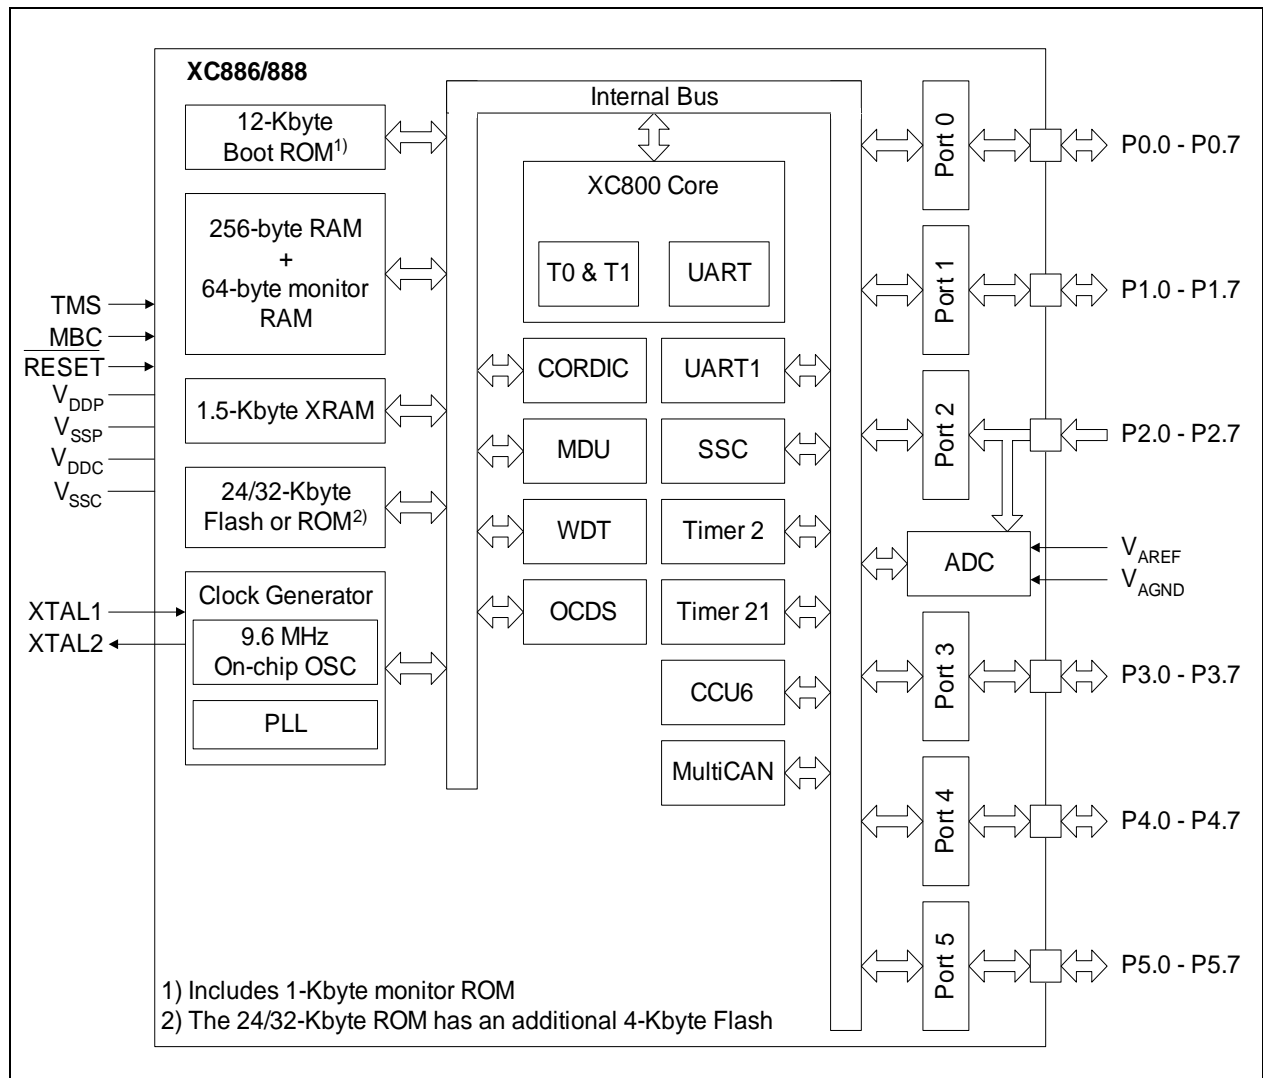 XC886/888
Internal Bus
12-Kbyte
Boot ROM1)
256-byte RAM
+
64-byte monitor
RAM
1.5-Kbyte XRAM
24/32-Kbyte
Flash or ROM2)
Clock Generator
9.6 MHz
On-chip OSC
PLL
TMS
MBC
RESET
VDDP
VSSP
VDDC
VSSC
XTAL1
XTAL2
XC800 Core
T0 & T1
UART
CORDIC
UART1
MDU
SSC
WDT
Timer 2
OCDS
Timer 21
CCU6
MultiCAN
Port 0
P0.0 - P0.7
Port 1
P1.0 - P1.7
Port 2
P2.0 - P2.7
ADC
VAREF
VAGND
Port 3
P3.0 - P3.7
Port 4
P4.0 - P4.7
Port 5
P5.0 - P5.7
1) Includes 1-Kbyte monitor ROM
2) The 24/32-Kbyte ROM has an additional 4-Kbyte Flash